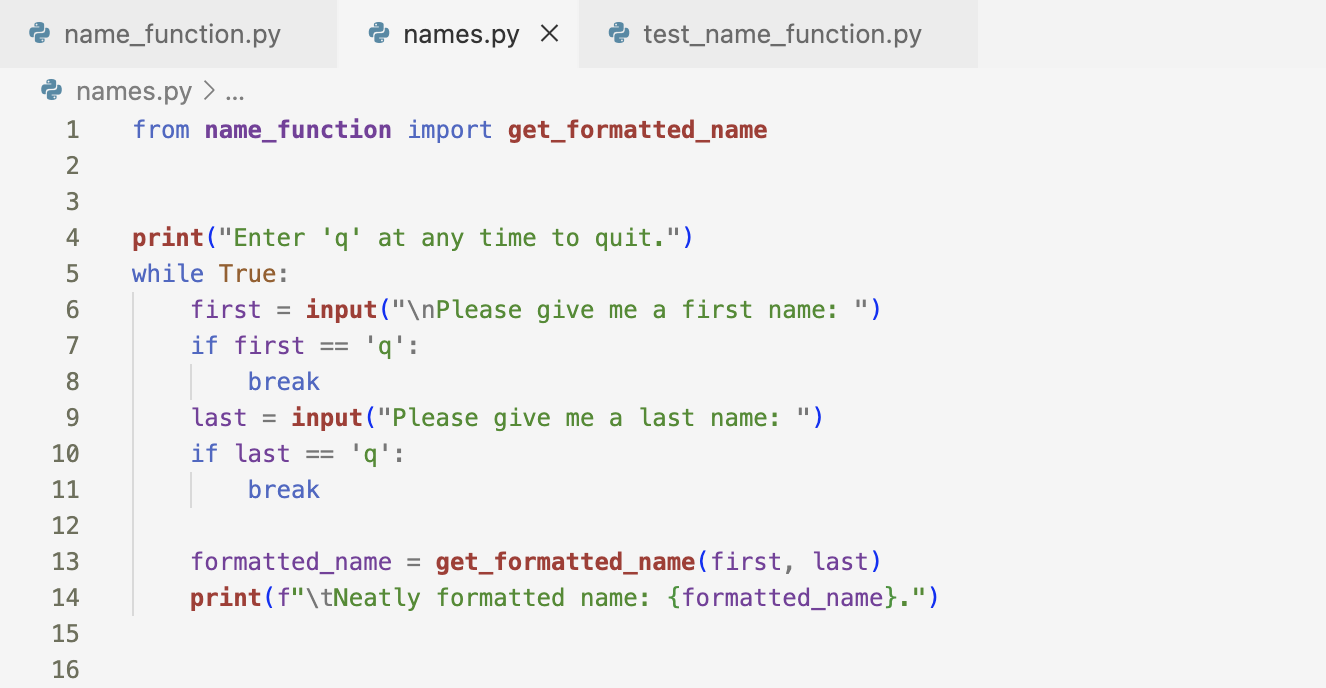 name_function.py names.py test_name_function.py
names.py > ...
1 from name_function import get_formatted_name
2
3
4 print("Enter 'q' at any time to quit.")
5 while True:
6     first = input("\nPlease give me a first name: ")
7     if first == 'q':
8         break
9     last = input("Please give me a last name: ")
10     if last == 'q':
11         break
12
13     formatted_name = get_formatted_name(first, last)
14     print(f"\tNeatly formatted name: {formatted_name}.")
15
16